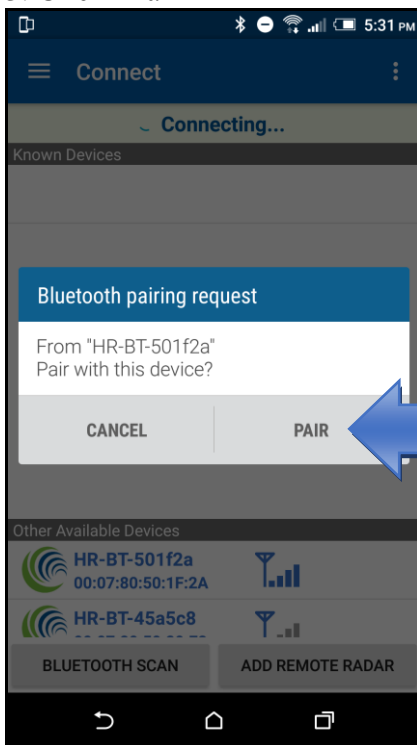 5:31 PM
Connect
Connecting...
Known Devices
Bluetooth pairing request
From "HR-BT-501f2a"
Pair with this device?
CANCEL PAIR
Other Available Devices
HR-BT-501f2a
00:07:80:50:1F:2A
HR-BT-45a5c8
BLUETOOTH SCAN ADD REMOTE RADAR